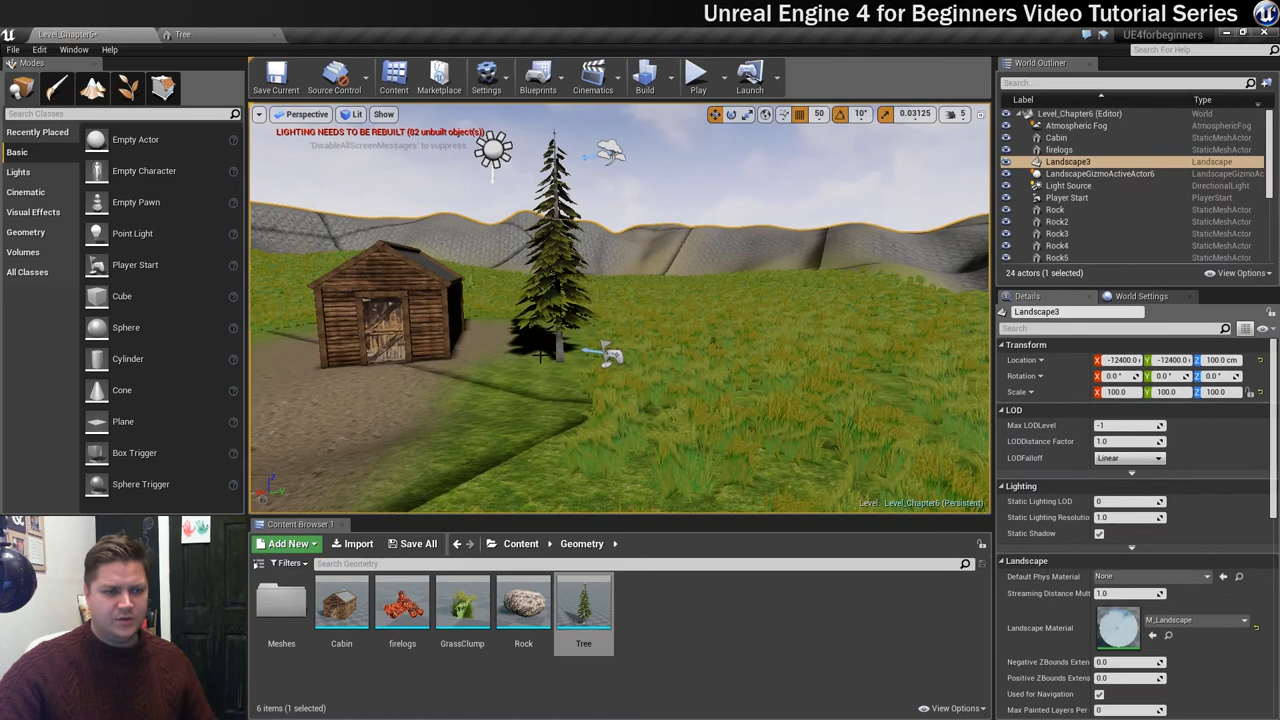 Unreal Engine 4 for Beginners Video Tutorial Series
Level_Chapter6*
Tree
UE4forbeginners
File Edit Window Help
Search For Help
Modes
Search Classes
Recently Placed
Basic
Lights
Cinematic
Visual Effects
Geometry
Volumes
All Classes
Empty Actor
Empty Character
Empty Pawn
Point Light
Player Start
Cube
Sphere
Cylinder
Cone
Plane
Box Trigger
Sphere Trigger
Save Current
Source Control
Content
Marketplace
Settings
Blueprints
Cinematics
Build
Play
Launch
Perspective
Lit
Show
50
10°
0.03125
5
LIGHTING NEEDS TO BE REBUILT (82 unbuilt object(s))
'DisableAllScreenMessages' to suppress
Level: Level_Chapter6 (Persistent)
World Outliner
Search...
Label Type
Level_Chapter6 (Editor) World
Atmospheric Fog AtmosphericFog
Cabin StaticMeshActor
firelogs StaticMeshActor
Landscape3 Landscape
LandscapeGizmoActiveActor6 LandscapeGizmoAc
Light Source DirectionalLight
Player Start PlayerStart
Rock StaticMeshActor
Rock2 StaticMeshActor
Rock3 StaticMeshActor
Rock4 StaticMeshActor
Rock5 StaticMeshActor
24 actors (1 selected)
View Options
Details
World Settings
Landscape3
Search
Transform
Location X -12400.0 Y -12400.0 Z 100.0 cm
Rotation X 0.0° Y 0.0° Z 0.0°
Scale X 100.0 Y 100.0 Z 100.0
LOD
Max LODLevel -1
LODDistance Factor 1.0
LODFalloff Linear
Lighting
Static Lighting LOD 0
Static Lighting Resolutio 1.0
Static Shadow
Landscape
Default Phys Material None
Streaming Distance Mult 1.0
Landscape Material M_Landscape
Negative ZBounds Exten 0.0
Positive ZBounds Exten 0.0
Used for Navigation
Max Painted Layers Per 0
Content Browser 1
Add New
Import
Save All
Content
Geometry
Filters
Search Geometry
Meshes
Cabin
firelogs
GrassClump
Rock
Tree
6 items (1 selected)
View Options